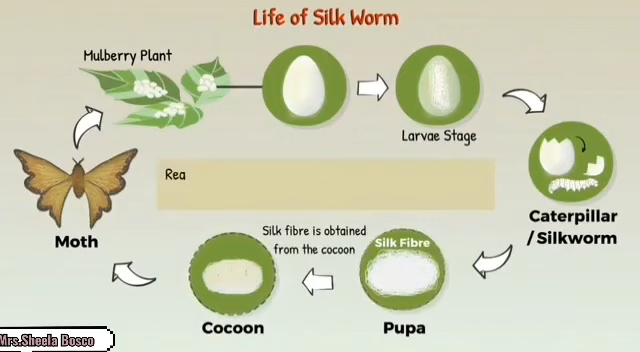 Life of Silk Worm
Mulberry Plant
Larvae Stage
Rea
Caterpillar
/Silkworm
Moth
Silk fibre is obtained
from the cocoon
Silk Fibre
Cocoon
Pupa
Mrs.Sheela Bosco